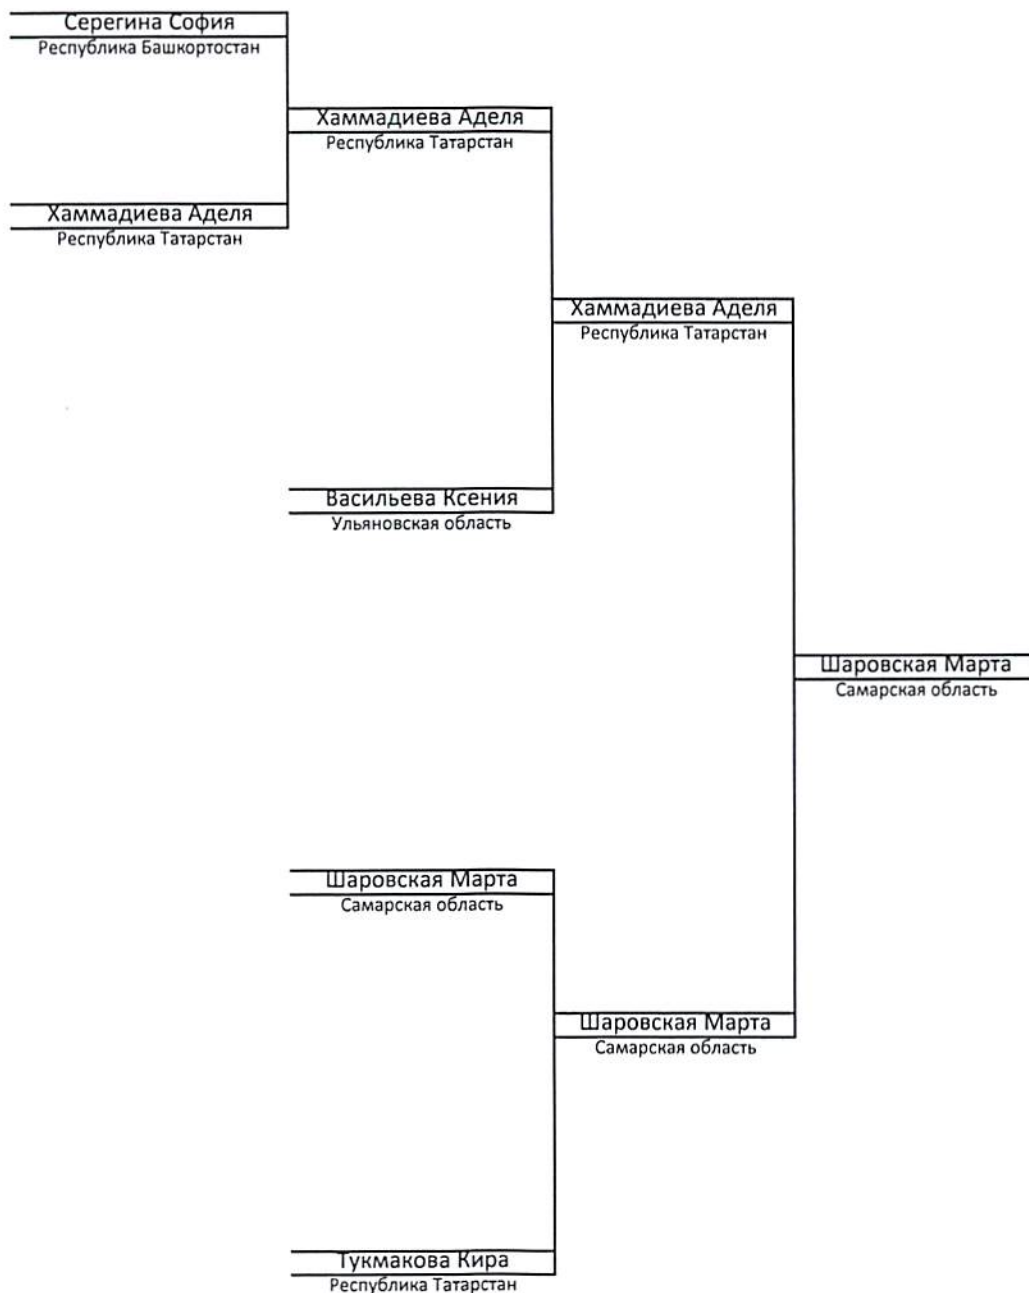 Серегина София
Республика Башкортостан
Хаммадиева Аделя
Республика Татарстан
Хаммадиева Аделя
Республика Татарстан
Хаммадиева Аделя
Республика Татарстан
Васильева Ксения
Ульяновская область
Шаровская Марта
Самарская область
Шаровская Марта
Самарская область
Шаровская Марта
Самарская область
Тукмакова Кира
Республика Татарстан